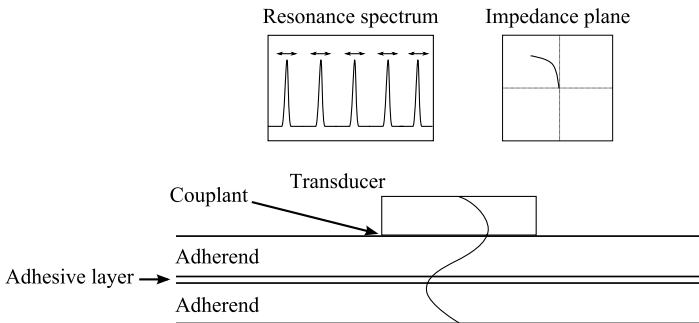 Resonance spectrum
Impedance plane
Transducer
Couplant
Adherend
Adhesive layer
Adherend